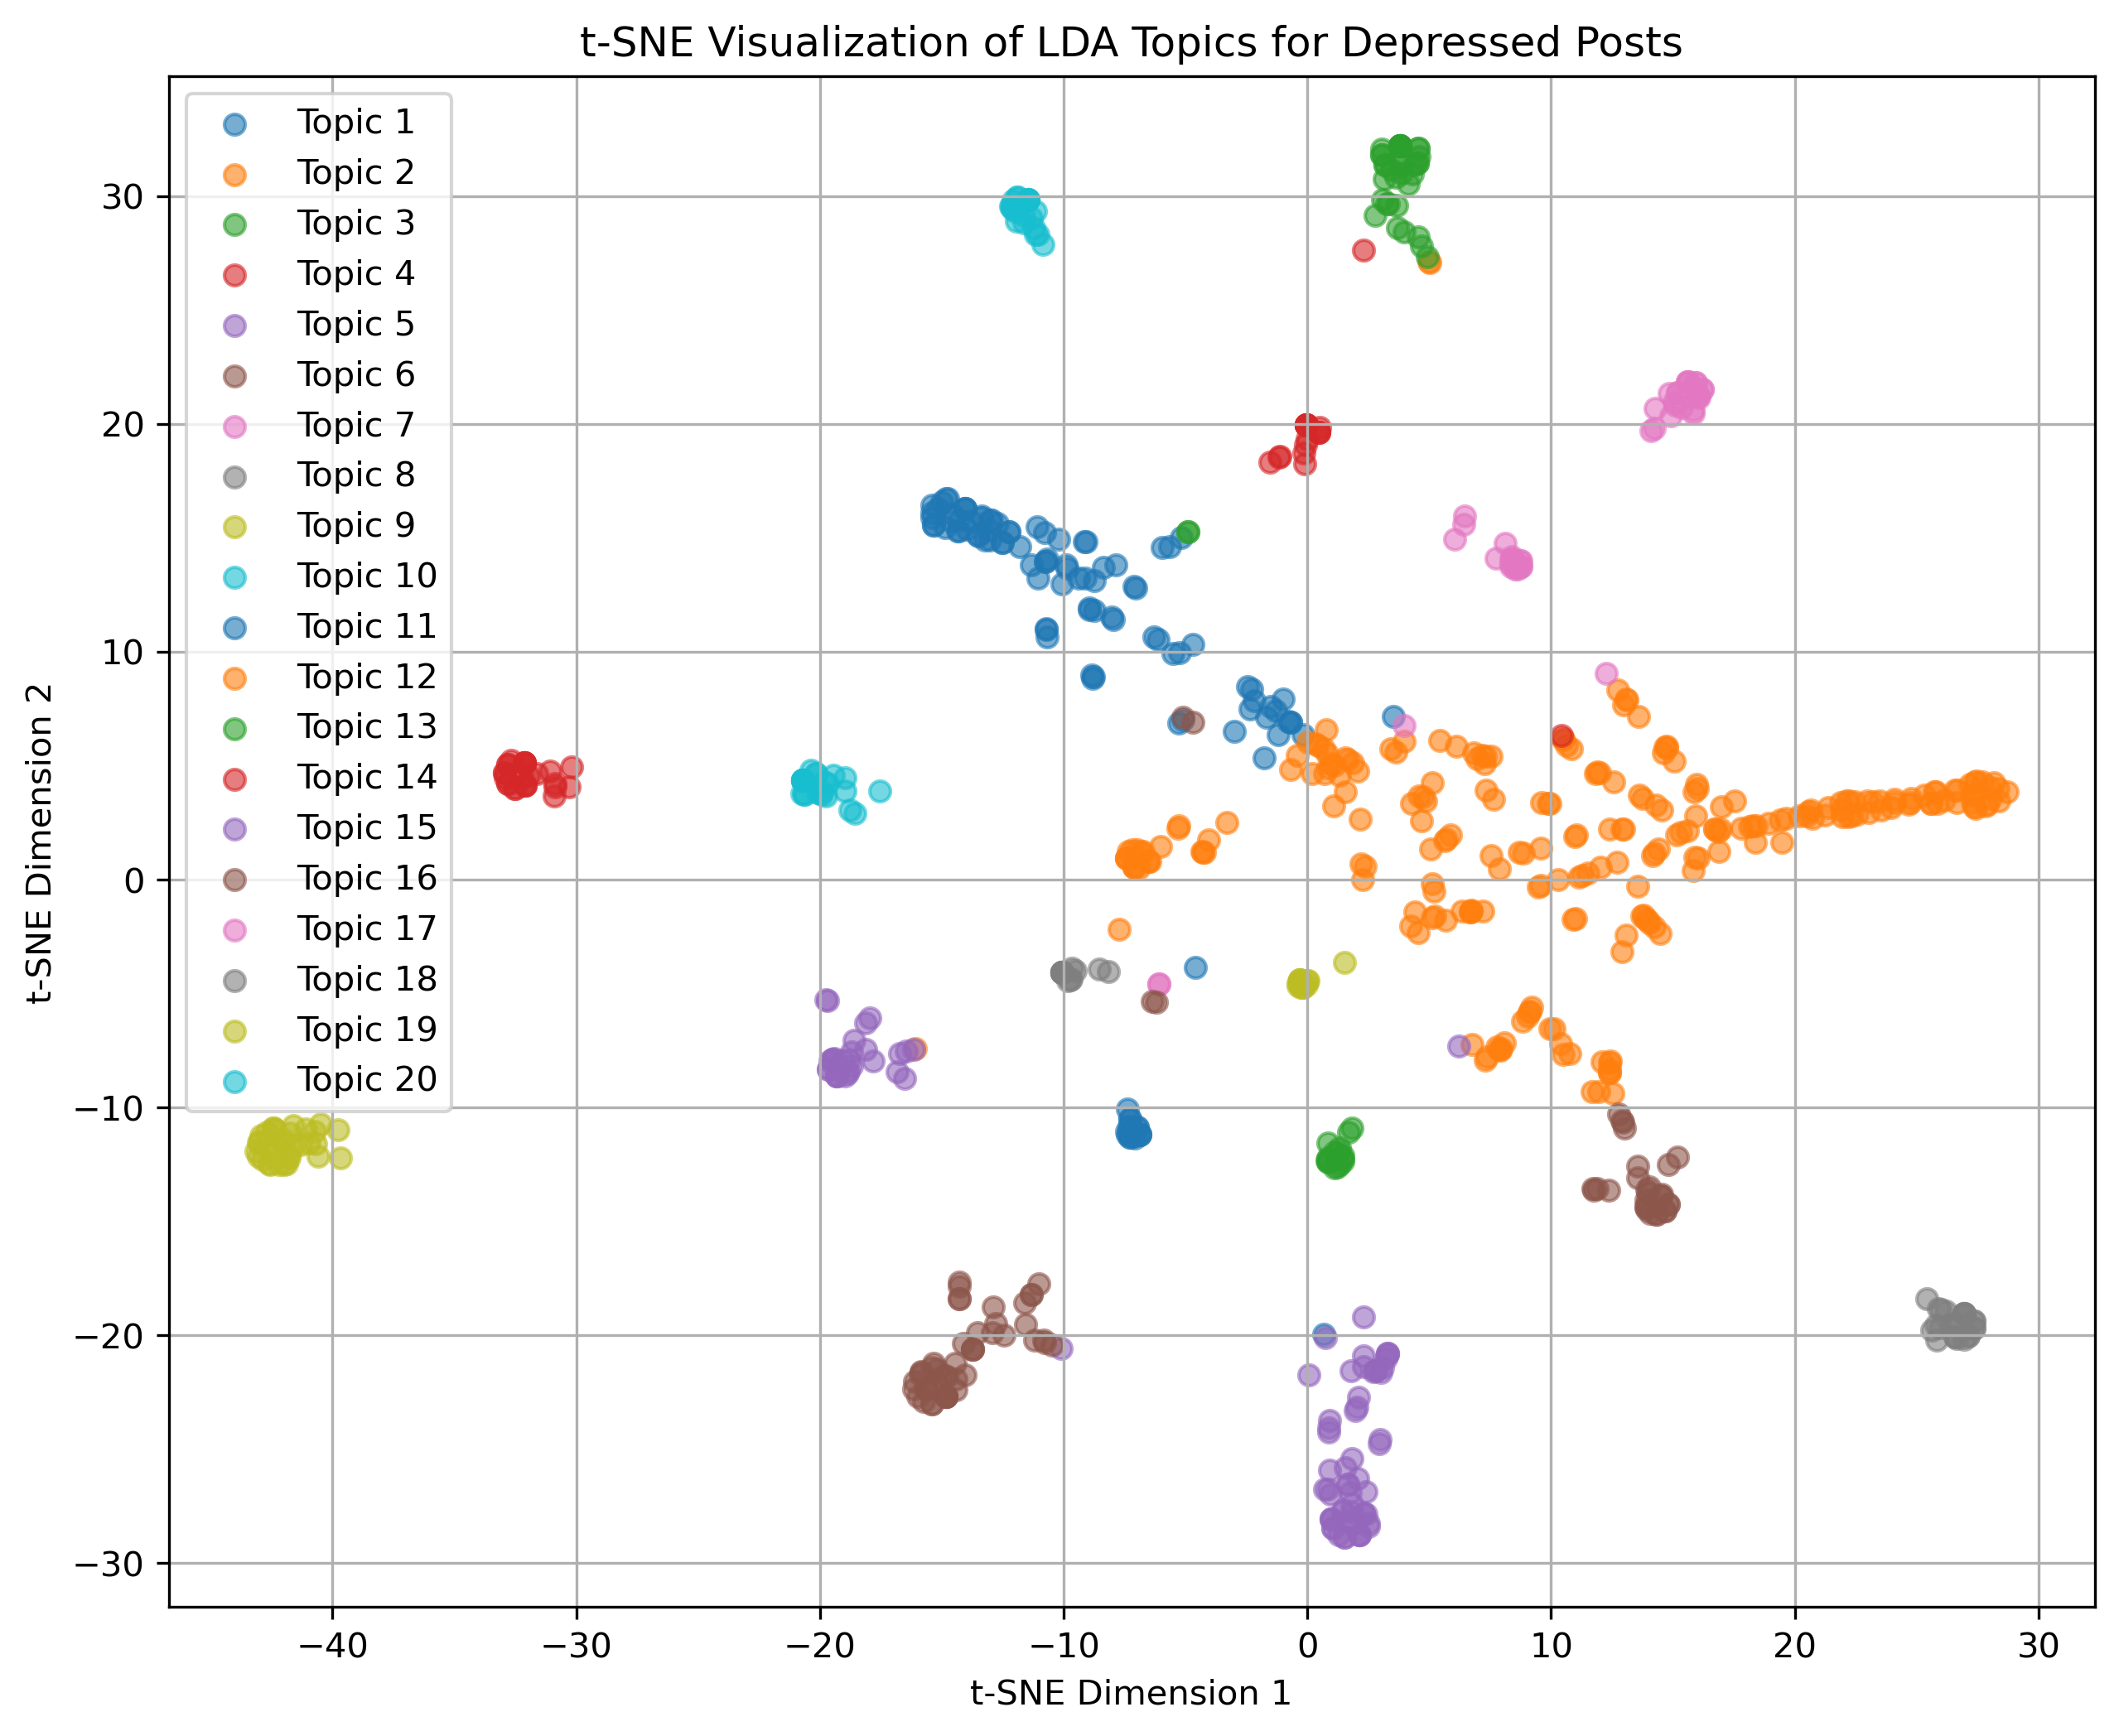 t-SNE Visualization of LDA Topics for Depressed Posts
Topic 1
Topic 2
Topic 3
Topic 4
Topic 5
Topic 6
Topic 7
Topic 8
Topic 9
Topic 10
Topic 11
Topic 12
Topic 13
Topic 14
Topic 15
Topic 16
Topic 17
Topic 18
Topic 19
Topic 20
30
20
10
0
−10
−20
−30
t-SNE Dimension 2
−40 −30 −20 −10 0 10 20 30
t-SNE Dimension 1